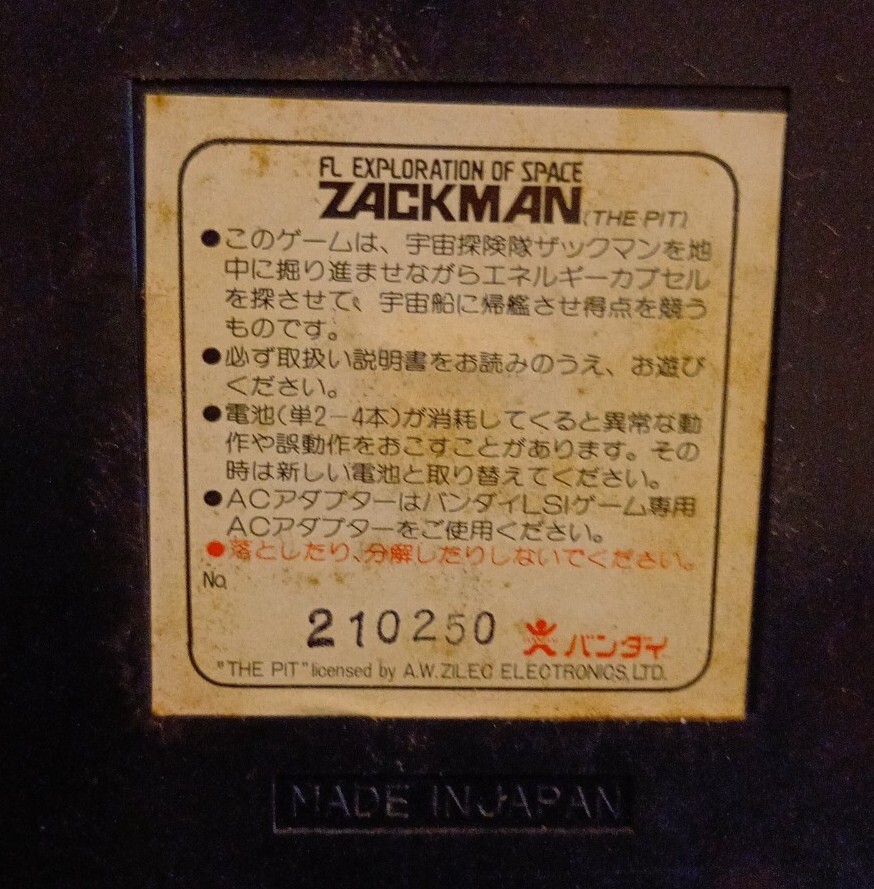 FL EXPLORATION OF SPACE
ZACKMAN (THE PIT)
●このゲームは、宇宙探険隊ザックマンを地
中に掘り進ませながらエネルギーカプセル
を探させて、宇宙船に帰艦させ得点を競う
ものです。
●必ず取扱い説明書をお読みのうえ、お遊び
ください。
●電池(単2−4本)が消耗してくると異常な動
作や誤動作をおこすことがあります。その
時は新しい電池と取り替えてください。
●ACアダプターはバンダイLSIゲーム専用
ACアダプターをご使用ください。
●落としたり、分解したりしないでください。
No.
210250 バンダイ
"THE PIT" licensed by A.W. ZILEC ELECTRONICS, LTD.
MADE IN JAPAN